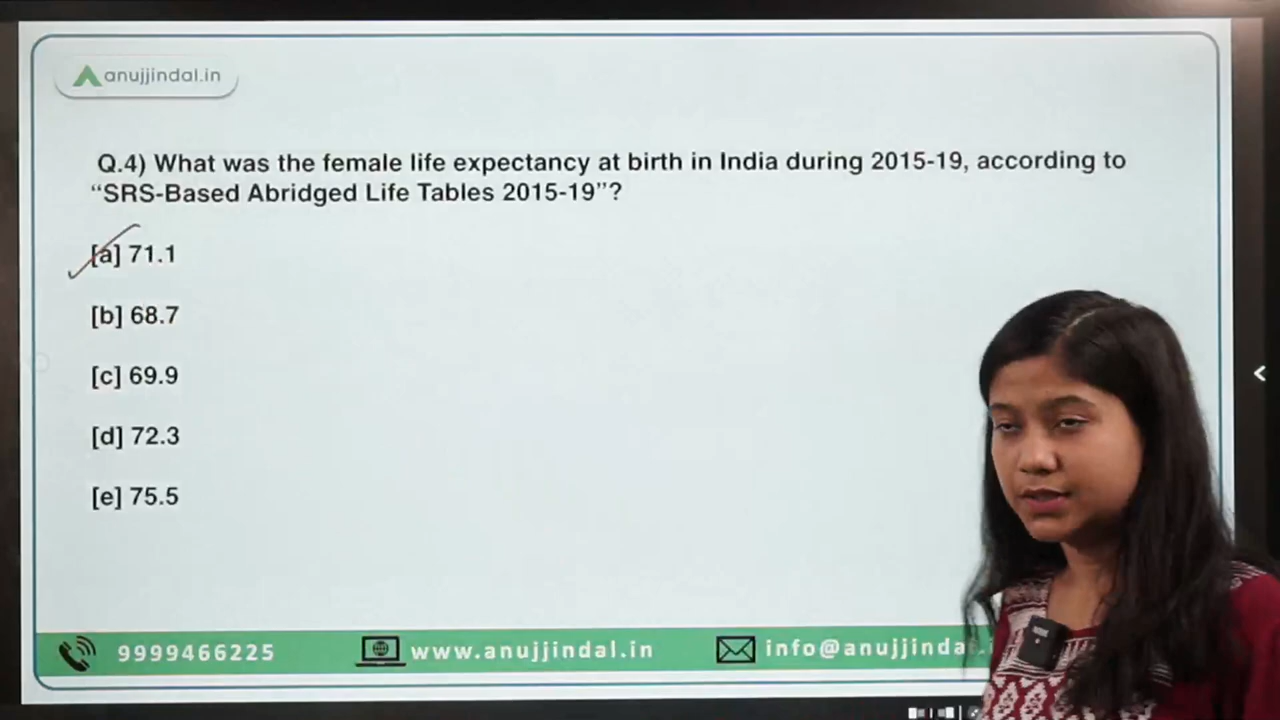 anujjindal.in
Q.4) What was the female life expectancy at birth in India during 2015-19, according to
“SRS-Based Abridged Life Tables 2015-19”?
[a] 71.1
[b] 68.7
[c] 69.9
[d] 72.3
[e] 75.5
9999466225
www.anujjindal.in
info@anujjindal.